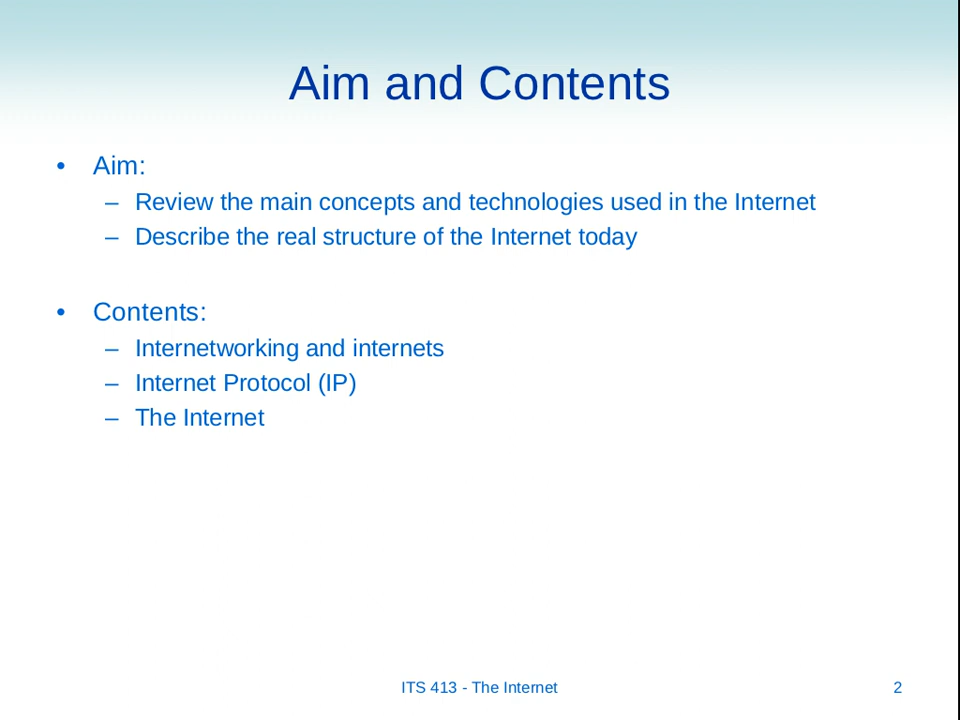 Aim and Contents
• Aim:
– Review the main concepts and technologies used in the Internet
– Describe the real structure of the Internet today
• Contents:
– Internetworking and internets
– Internet Protocol (IP)
– The Internet
ITS 413 - The Internet
2